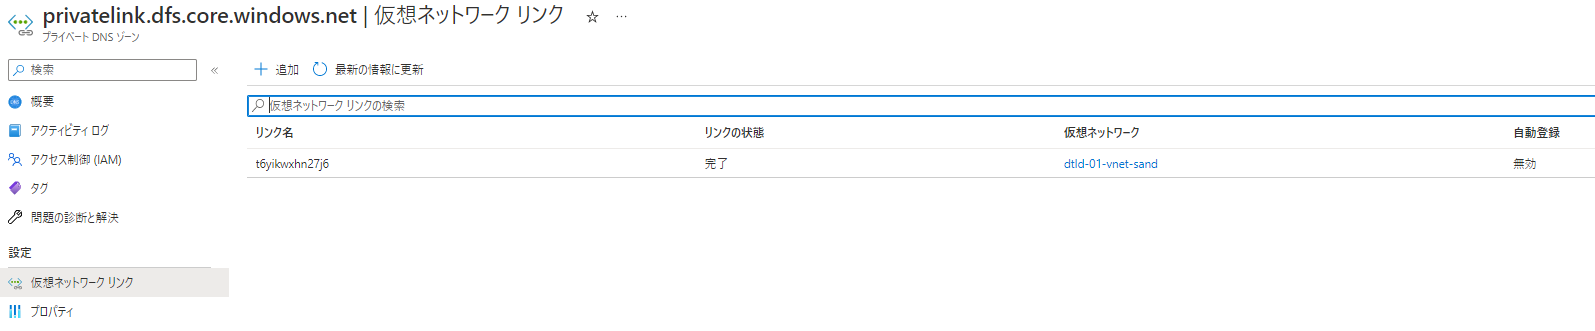 privatelink.dfs.core.windows.net | 仮想ネットワーク リンク ☆ …
プライベート DNS ゾーン
検索
«
概要
アクティビティ ログ
アクセス制御 (IAM)
タグ
問題の診断と解決
設定
仮想ネットワーク リンク
プロパティ
+ 追加 最新の情報に更新
仮想ネットワーク リンクの検索
リンク名 リンクの状態 仮想ネットワーク 自動登録
t6yikwxhn27j6 完了 dtld-01-vnet-sand 無効